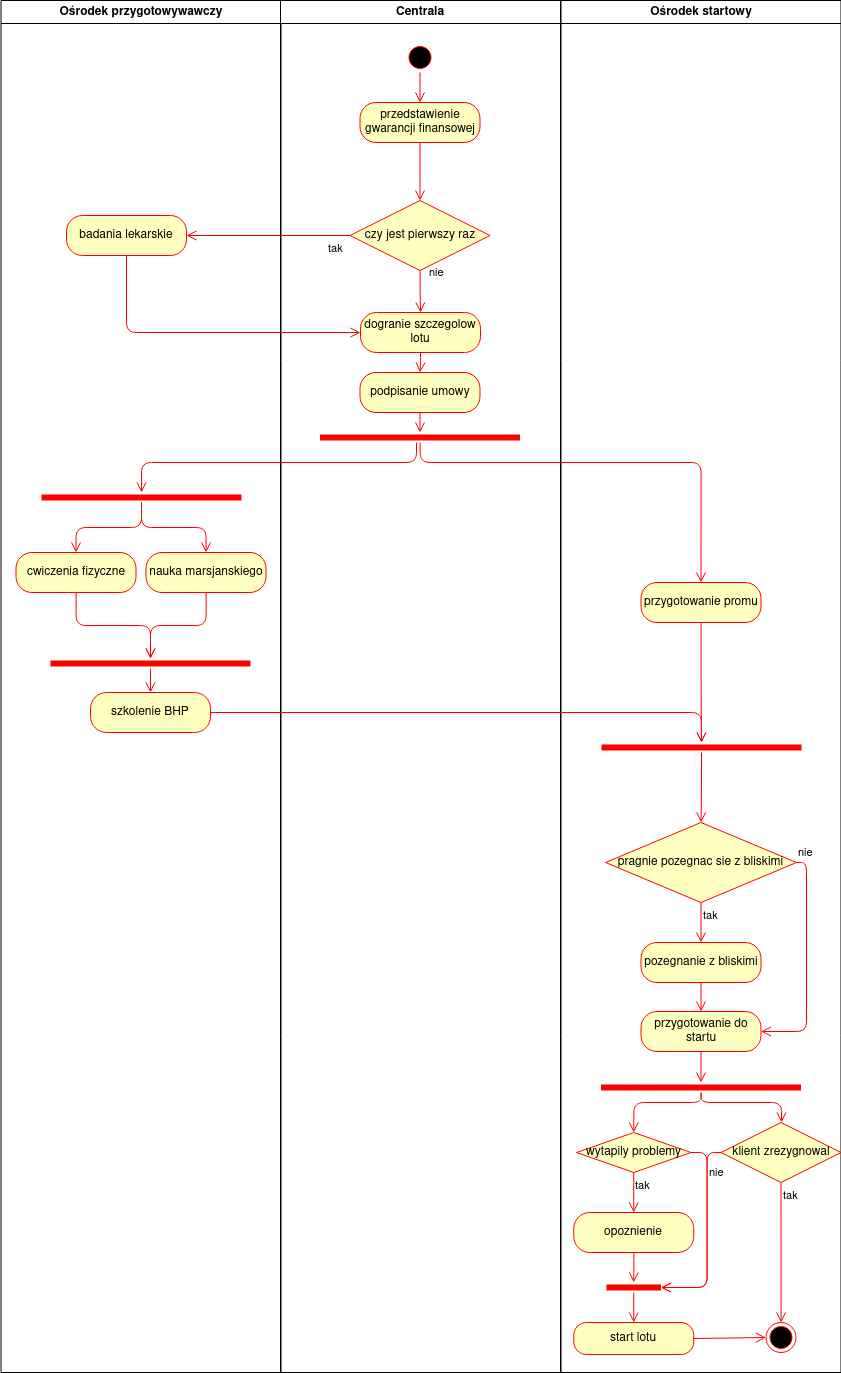 Ośrodek przygotowywawczy
Centrala
Ośrodek startowy
przedstawienie
gwarancji finansowej
czy jest pierwszy raz
badania lekarskie
tak
nie
dogranie szczegolow
lotu
podpisanie umowy
cwiczenia fizyczne
nauka marsjanskiego
przygotowanie promu
szkolenie BHP
pragnie pozegnac sie z bliskimi
nie
tak
pozegnanie z bliskimi
przygotowanie do
startu
wytapily problemy
klient zrezygnowal
nie
tak
tak
opoznienie
start lotu